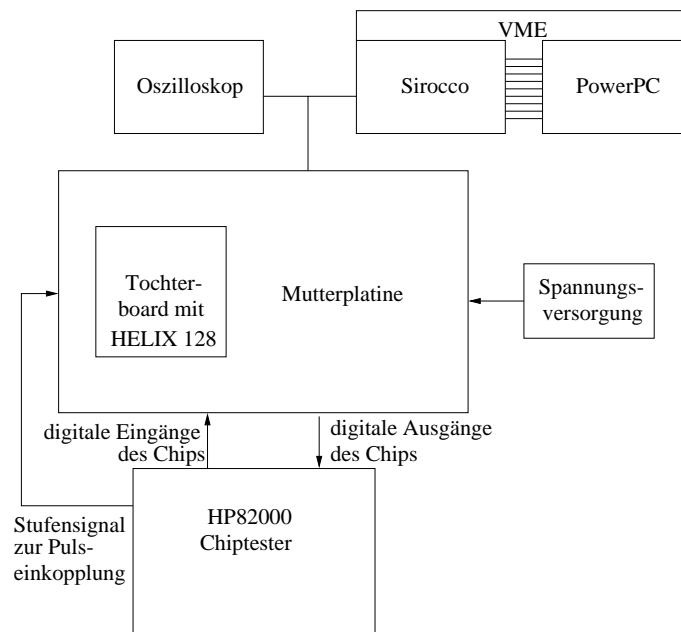 VME
Oszilloskop
Sirocco
PowerPC
Tochter-
board mit
HELIX 128
Mutterplatine
Spannungs-
versorgung
digitale Eingänge
des Chips
digitale Ausgänge
des Chips
Stufensignal
zur Puls-
einkopplung
HP82000
Chiptester